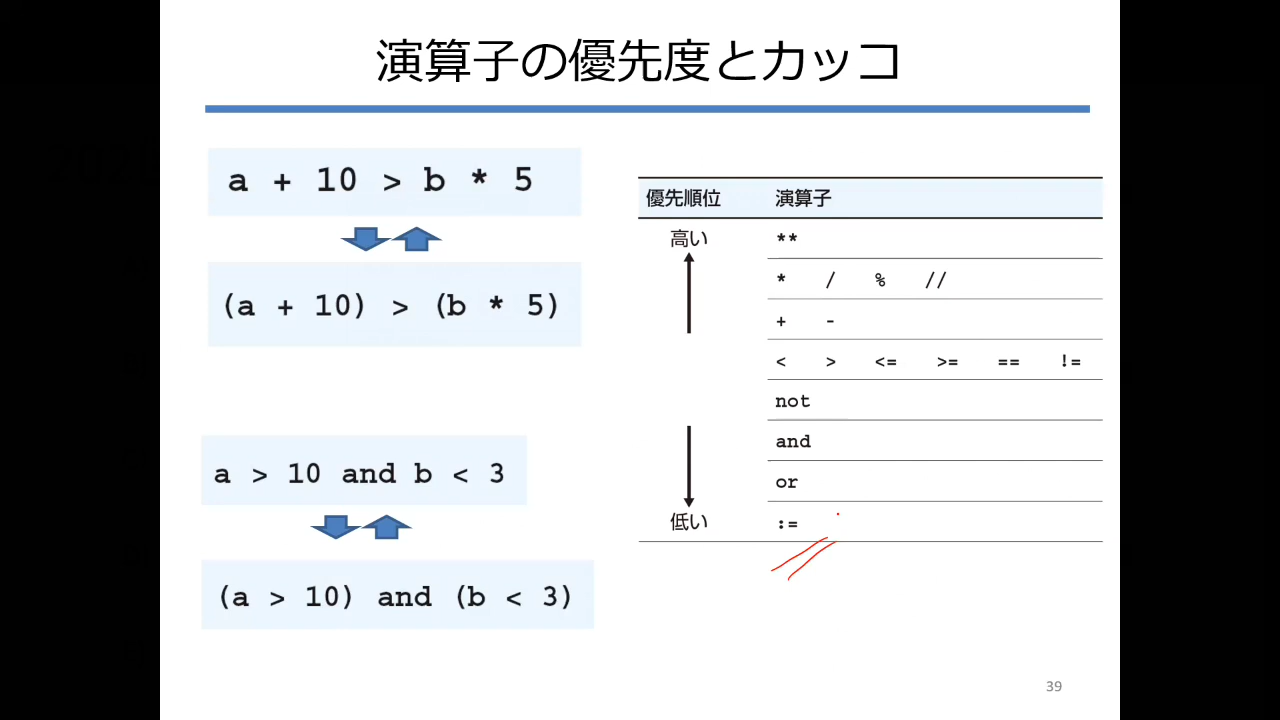 演算子の優先度とカッコ
a + 10 > b * 5
(a + 10) > (b * 5)
a > 10 and b < 3
(a > 10) and (b < 3)
優先順位 演算子
高い **
* / % //
+ -
< > <= >= == !=
not
and
or
低い :=
39